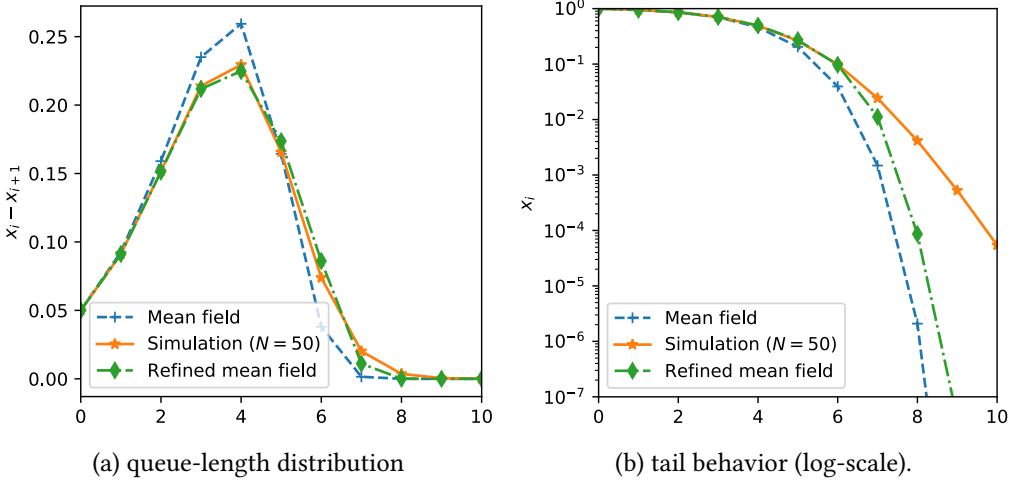 x_i − x_{i+1}
0.25
0.20
0.15
0.10
0.05
0.00
Mean field
Simulation (N = 50)
Refined mean field
0 2 4 6 8 10
(a) queue-length distribution
x_i
10^0
10^{−1}
10^{−2}
10^{−3}
10^{−4}
10^{−5}
10^{−6}
10^{−7}
Mean field
Simulation (N = 50)
Refined mean field
0 2 4 6 8 10
(b) tail behavior (log-scale).